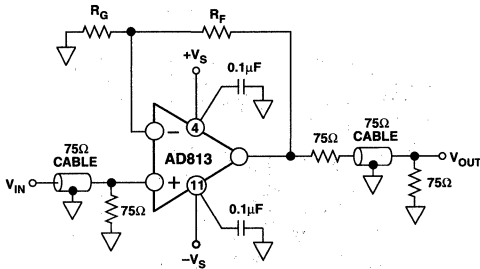 R_G
R_F
+V_S
0.1μF
4
75Ω
CABLE
−
AD813
75Ω
75Ω
CABLE
V_OUT
V_IN
+
11
75Ω
75Ω
0.1μF
−V_S